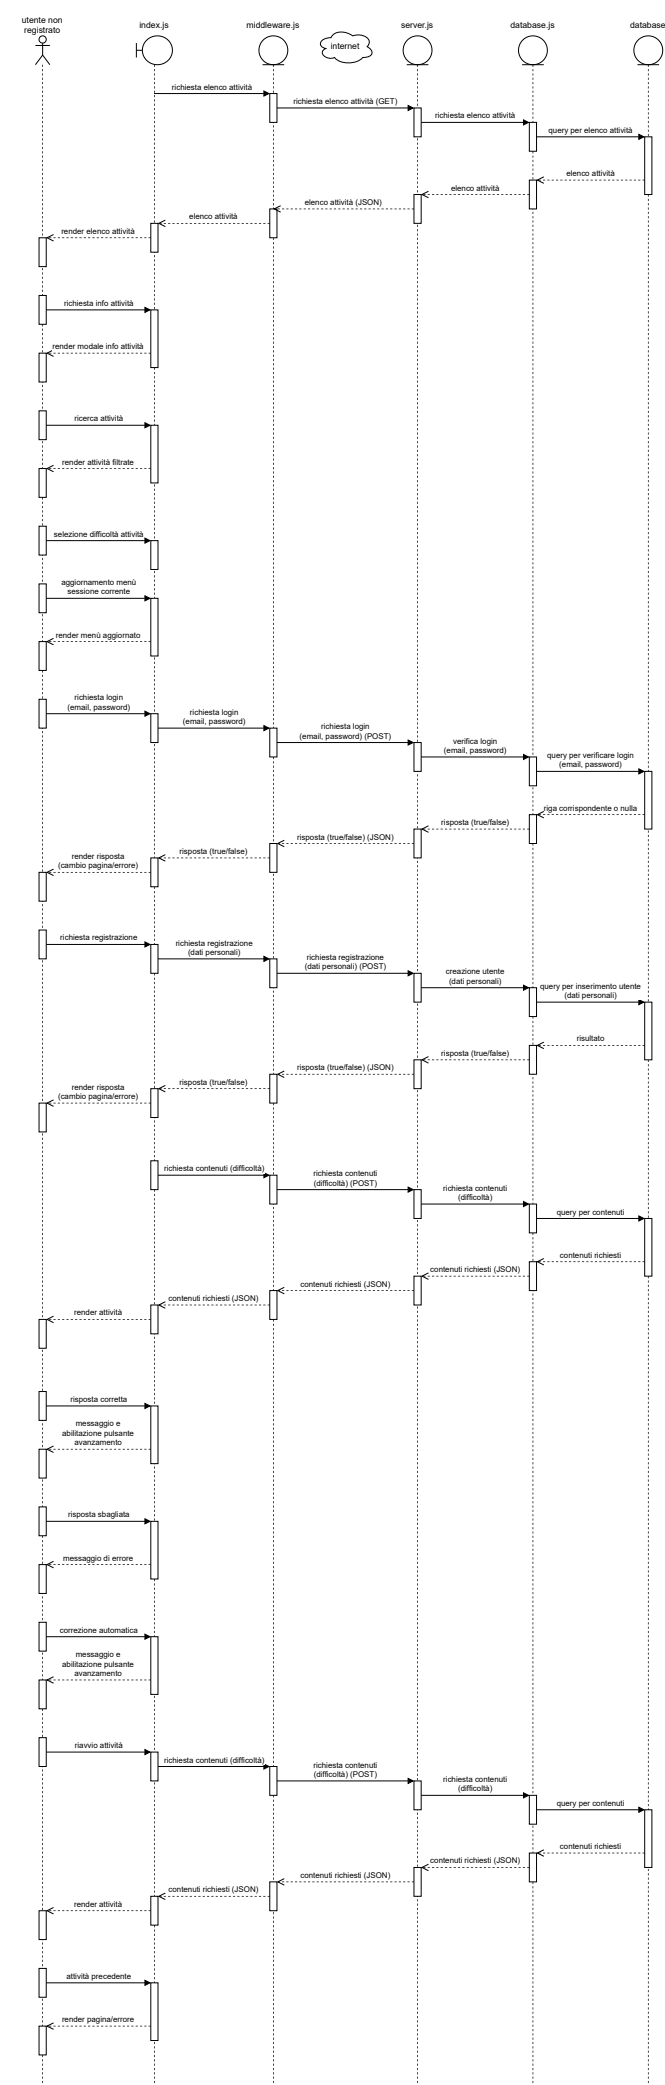 utente non
registrato
index.js
middleware.js
internet
server.js
database.js
database
richiesta elenco attività
richiesta elenco attività (GET)
richiesta elenco attività
query per elenco attività
elenco attività
elenco attività
elenco attività (JSON)
elenco attività
render elenco attività
richiesta info attività
render modale info attività
ricerca attività
render attività filtrate
selezione difficoltà attività
aggiornamento menù
sessione corrente
render menù aggiornato
richiesta login
(email, password)
richiesta login
(email, password)
richiesta login
(email, password) (POST)
verifica login
(email, password)
query per verificare login
(email, password)
riga corrispondente o nulla
risposta (true/false)
risposta (true/false) (JSON)
risposta (true/false)
render risposta
(cambio pagina/errore)
richiesta registrazione
richiesta registrazione
(dati personali)
richiesta registrazione
(dati personali) (POST)
creazione utente
(dati personali)
query per inserimento utente
(dati personali)
risultato
risposta (true/false)
risposta (true/false) (JSON)
risposta (true/false)
render risposta
(cambio pagina/errore)
richiesta contenuti (difficoltà)
richiesta contenuti
(difficoltà) (POST)
richiesta contenuti
(difficoltà)
query per contenuti
contenuti richiesti
contenuti richiesti (JSON)
contenuti richiesti (JSON)
contenuti richiesti (JSON)
render attività
risposta corretta
messaggio e
abilitazione pulsante
avanzamento
risposta sbagliata
messaggio di errore
correzione automatica
messaggio e
abilitazione pulsante
avanzamento
riavvio attività
richiesta contenuti (difficoltà)
richiesta contenuti
(difficoltà) (POST)
richiesta contenuti
(difficoltà)
query per contenuti
contenuti richiesti
contenuti richiesti (JSON)
contenuti richiesti (JSON)
contenuti richiesti (JSON)
render attività
attività precedente
render pagina/errore